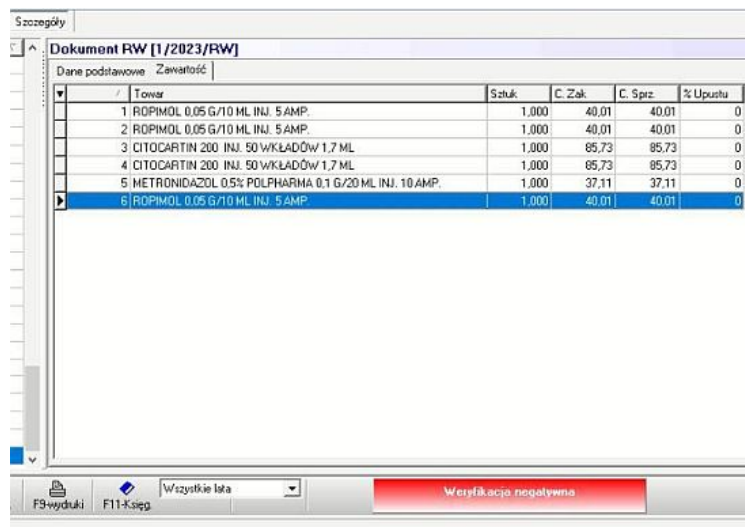 Szczegóły
Dokument RW [1/2023/RW]
Dane podstawowe Zawartość
Towar Sztuk C. Zak C. Sprz. % Upustu
1 ROPIMOL 0,05 G/10 ML INJ. 5 AMP. 1,000 40,01 40,01 0
2 ROPIMOL 0,05 G/10 ML INJ. 5 AMP. 1,000 40,01 40,01 0
3 CITOCARTIN 200 INJ. 50 WKŁADÓW 1,7 ML 1,000 85,73 85,73 0
4 CITOCARTIN 200 INJ. 50 WKŁADÓW 1,7 ML 1,000 85,73 85,73 0
5 METRONIDAZOL 0,5% POLPHARMA 0,1 G/20 ML INJ. 10 AMP. 1,000 37,11 37,11 0
6 ROPIMOL 0,05 G/10 ML INJ. 5 AMP. 1,000 40,01 40,01 0
Wszystkie lata
Weryfikacja negatywna
F9-wydruki F11-Księg.